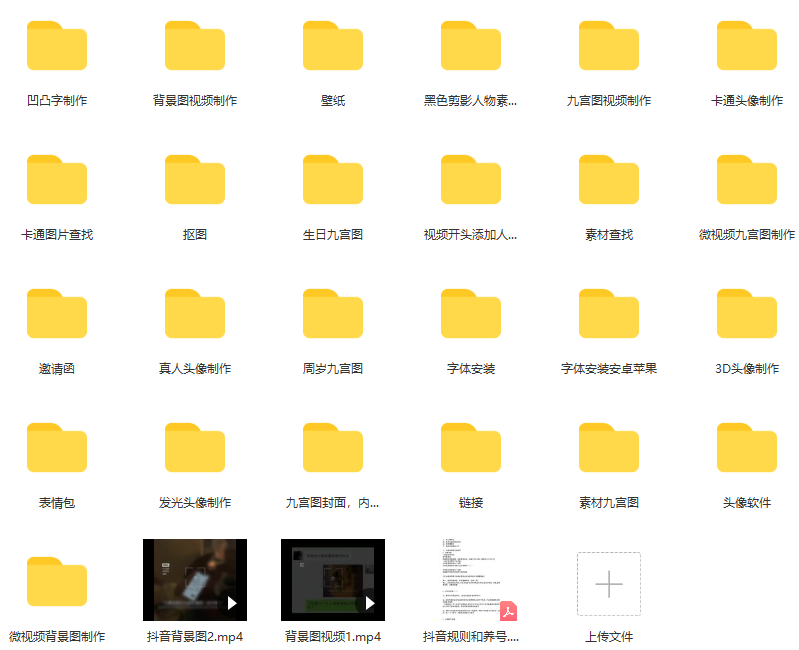 凹凸字制作
背景图视频制作
壁纸
黑色剪影人物素...
九宫图视频制作
卡通头像制作
卡通图片查找
抠图
生日九宫图
视频开头添加人...
素材查找
微视频九宫图制作
邀请函
真人头像制作
周岁九宫图
字体安装
字体安装安卓苹果
3D头像制作
表情包
发光头像制作
九宫图封面，内...
链接
素材九宫图
头像软件
微视频背景图制作
抖音背景图2.mp4
背景图视频1.mp4
抖音规则和养号....
上传文件